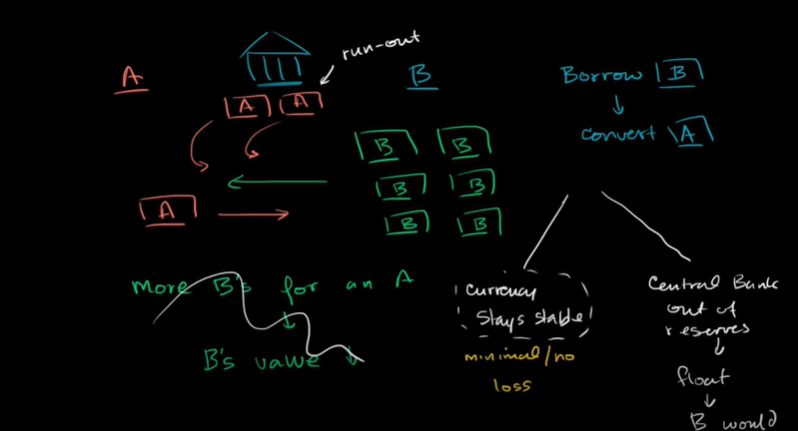 run-out
A
B
A A
Borrow B
convert A
B B
B B
B B
A
More B's for an A
B's value
currency
stays stable
minimal/no
loss
Central Bank
out of
reserves
float
B would